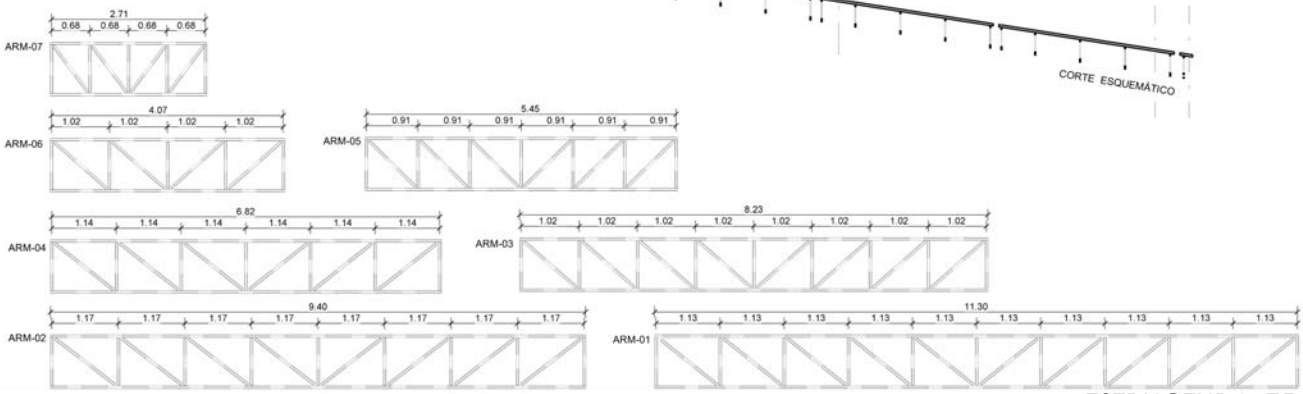 2.71
0.68 0.68 0.68 0.68
ARM-07
CORTE ESQUEMÁTICO
4.07
1.02 1.02 1.02 1.02
ARM-06
5.45
0.91 0.91 0.91 0.91 0.91 0.91
ARM-05
6.82
1.14 1.14 1.14 1.14 1.14 1.14
ARM-04
8.23
1.02 1.02 1.02 1.02 1.02 1.02 1.02 1.02
ARM-03
9.40
1.17 1.17 1.17 1.17 1.17 1.17 1.17 1.17
ARM-02
11.30
1.13 1.13 1.13 1.13 1.13 1.13 1.13 1.13 1.13 1.13
ARM-01